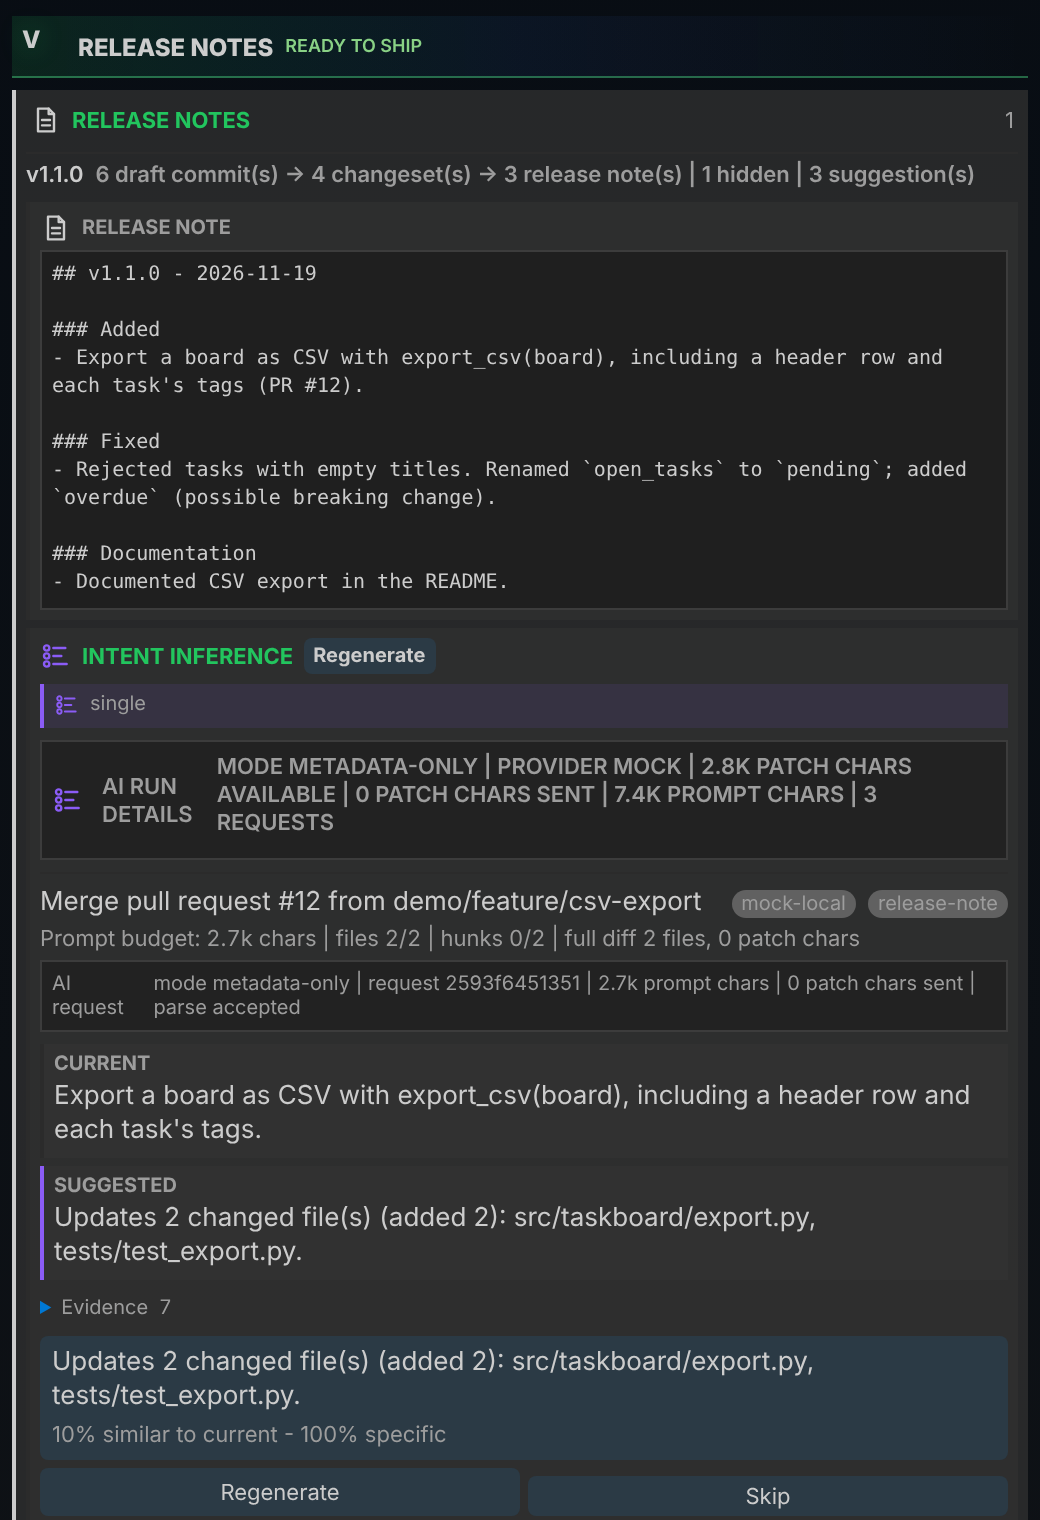 V
RELEASE NOTES READY TO SHIP
RELEASE NOTES 1
v1.1.0 6 draft commit(s) → 4 changeset(s) → 3 release note(s) | 1 hidden | 3 suggestion(s)
RELEASE NOTE
## v1.1.0 - 2026-11-19
### Added
- Export a board as CSV with export_csv(board), including a header row and
each task's tags (PR #12).
### Fixed
- Rejected tasks with empty titles. Renamed `open_tasks` to `pending`; added
`overdue` (possible breaking change).
### Documentation
- Documented CSV export in the README.
INTENT INFERENCE Regenerate
single
AI RUN
DETAILS
MODE METADATA-ONLY | PROVIDER MOCK | 2.8K PATCH CHARS
AVAILABLE | 0 PATCH CHARS SENT | 7.4K PROMPT CHARS | 3
REQUESTS
Merge pull request #12 from demo/feature/csv-export mock-local release-note
Prompt budget: 2.7k chars | files 2/2 | hunks 0/2 | full diff 2 files, 0 patch chars
AI
request
mode metadata-only | request 2593f6451351 | 2.7k prompt chars | 0 patch chars sent |
parse accepted
CURRENT
Export a board as CSV with export_csv(board), including a header row and
each task's tags.
SUGGESTED
Updates 2 changed file(s) (added 2): src/taskboard/export.py,
tests/test_export.py.
Evidence 7
Updates 2 changed file(s) (added 2): src/taskboard/export.py,
tests/test_export.py.
10% similar to current - 100% specific
Regenerate Skip